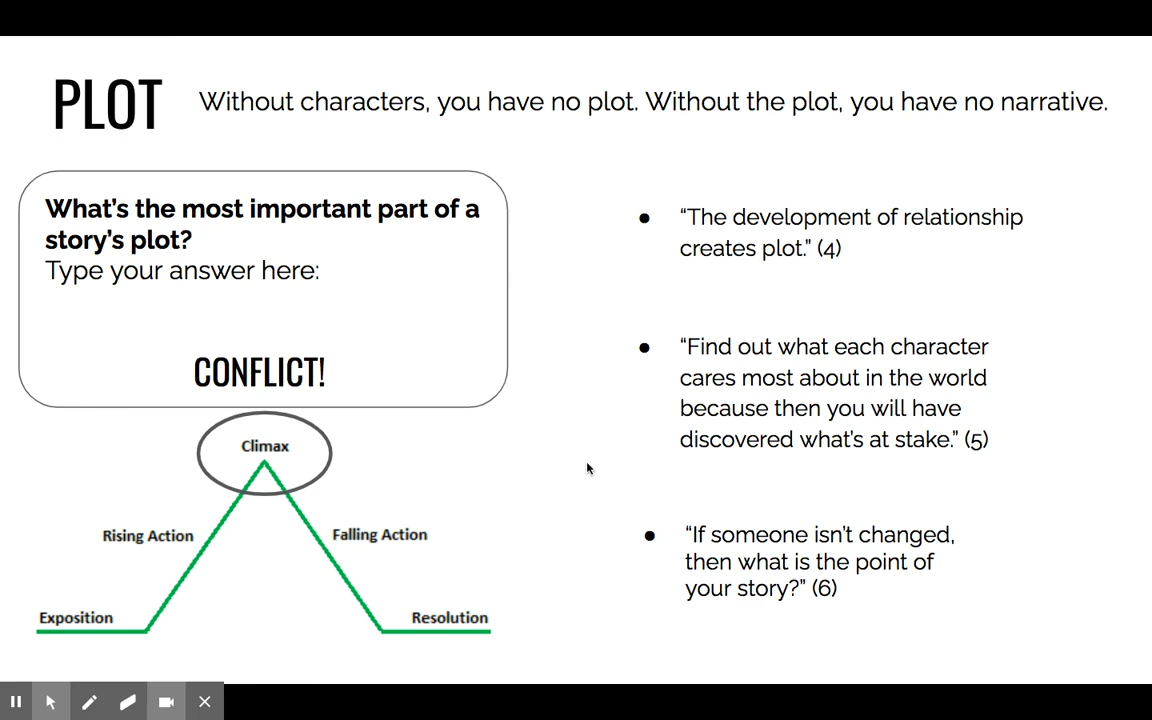 PLOT
Without characters, you have no plot. Without the plot, you have no narrative.
What's the most important part of a
story's plot?
Type your answer here:
CONFLICT!
Climax
Rising Action
Falling Action
Exposition
Resolution
● “The development of relationship
creates plot.” (4)
● “Find out what each character
cares most about in the world
because then you will have
discovered what's at stake.” (5)
● “If someone isn't changed,
then what is the point of
your story?” (6)